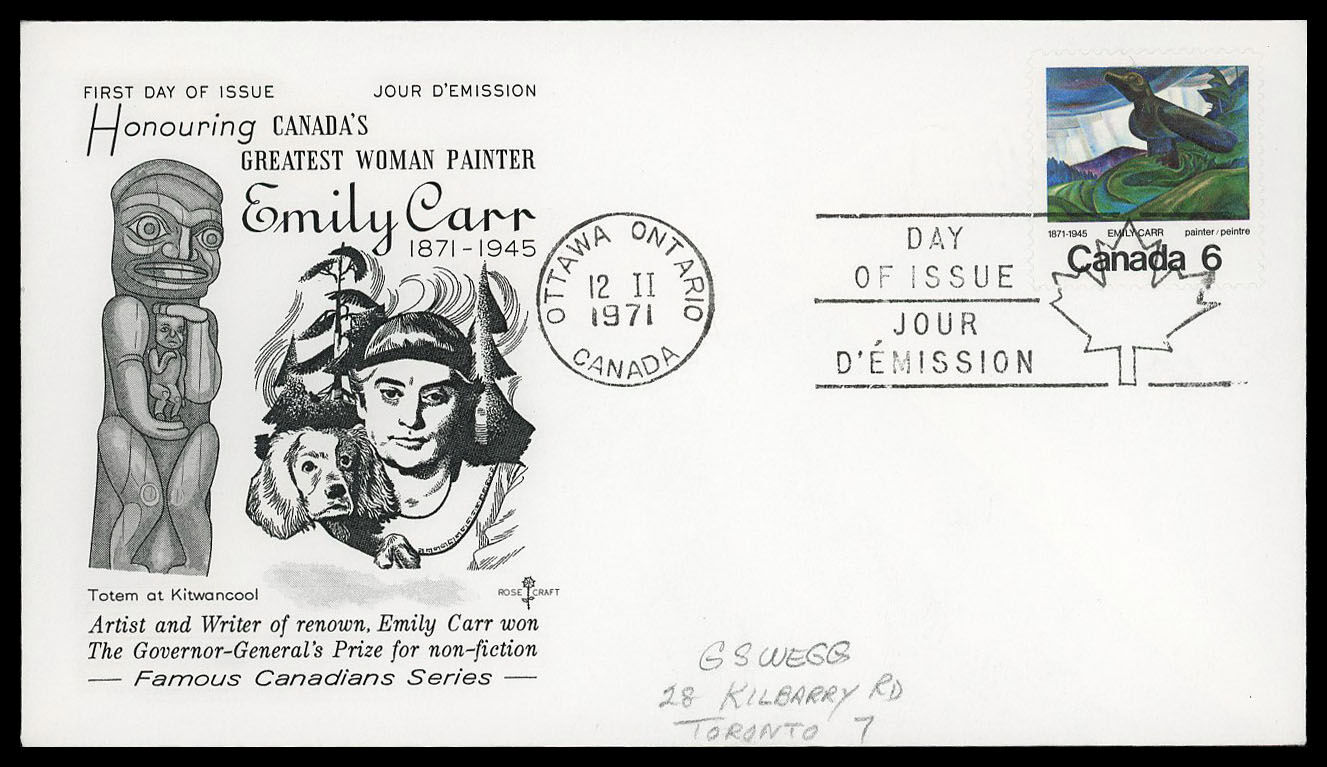 FIRST DAY OF ISSUE JOUR D'EMISSION
Honouring CANADA'S
GREATEST WOMAN PAINTER
Emily Carr
1871-1945
Totem at Kitwancool
ROSE CRAFT
Artist and Writer of renown, Emily Carr won
The Governor-General's Prize for non-fiction
— Famous Canadians Series —
OTTAWA ONTARIO
12 II
1971
CANADA
DAY
OF ISSUE
JOUR
D'ÉMISSION
1871-1945 EMILY CARR painter/peintre
Canada 6
G S WEGG
28 KILBARRY RD
TORONTO 7